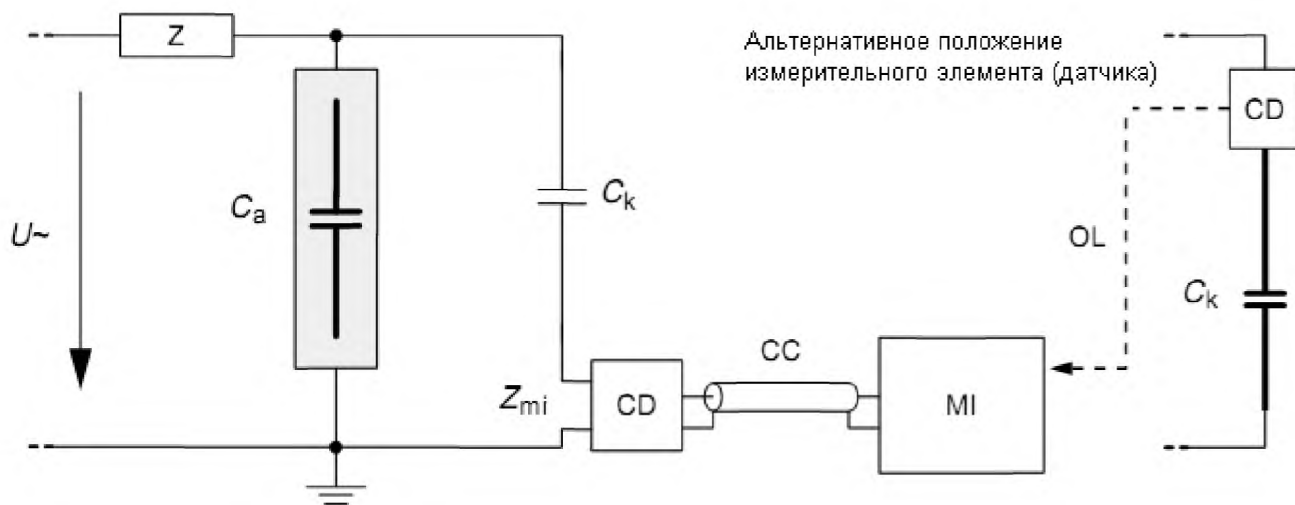 Z
Альтернативное положение
измерительного элемента (датчика)
CD
U~
Ca
Ck
OL
Ck
CC
Zmi
CD
MI